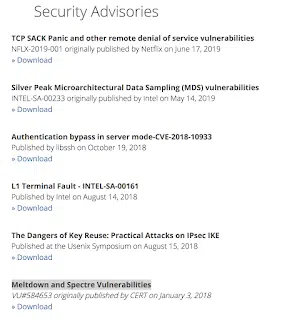 Security Advisories
TCP SACK Panic and other remote denial of service vulnerabilities
NFLX-2019-001 originally published by Netflix on June 17, 2019
» Download
Silver Peak Microarchitectural Data Sampling (MDS) vulnerabilities
INTEL-SA-00233 originally published by Intel on May 14, 2019
» Download
Authentication bypass in server mode-CVE-2018-10933
Published by libssh on October 19, 2018
» Download
L1 Terminal Fault - INTEL-SA-00161
Published by Intel on August 14, 2018
» Download
The Dangers of Key Reuse: Practical Attacks on IPsec IKE
Published at the Usenix Symposium on August 15, 2018
» Download
Meltdown and Spectre Vulnerabilities
VU#584653 originally published by CERT on January 3, 2018
» Download